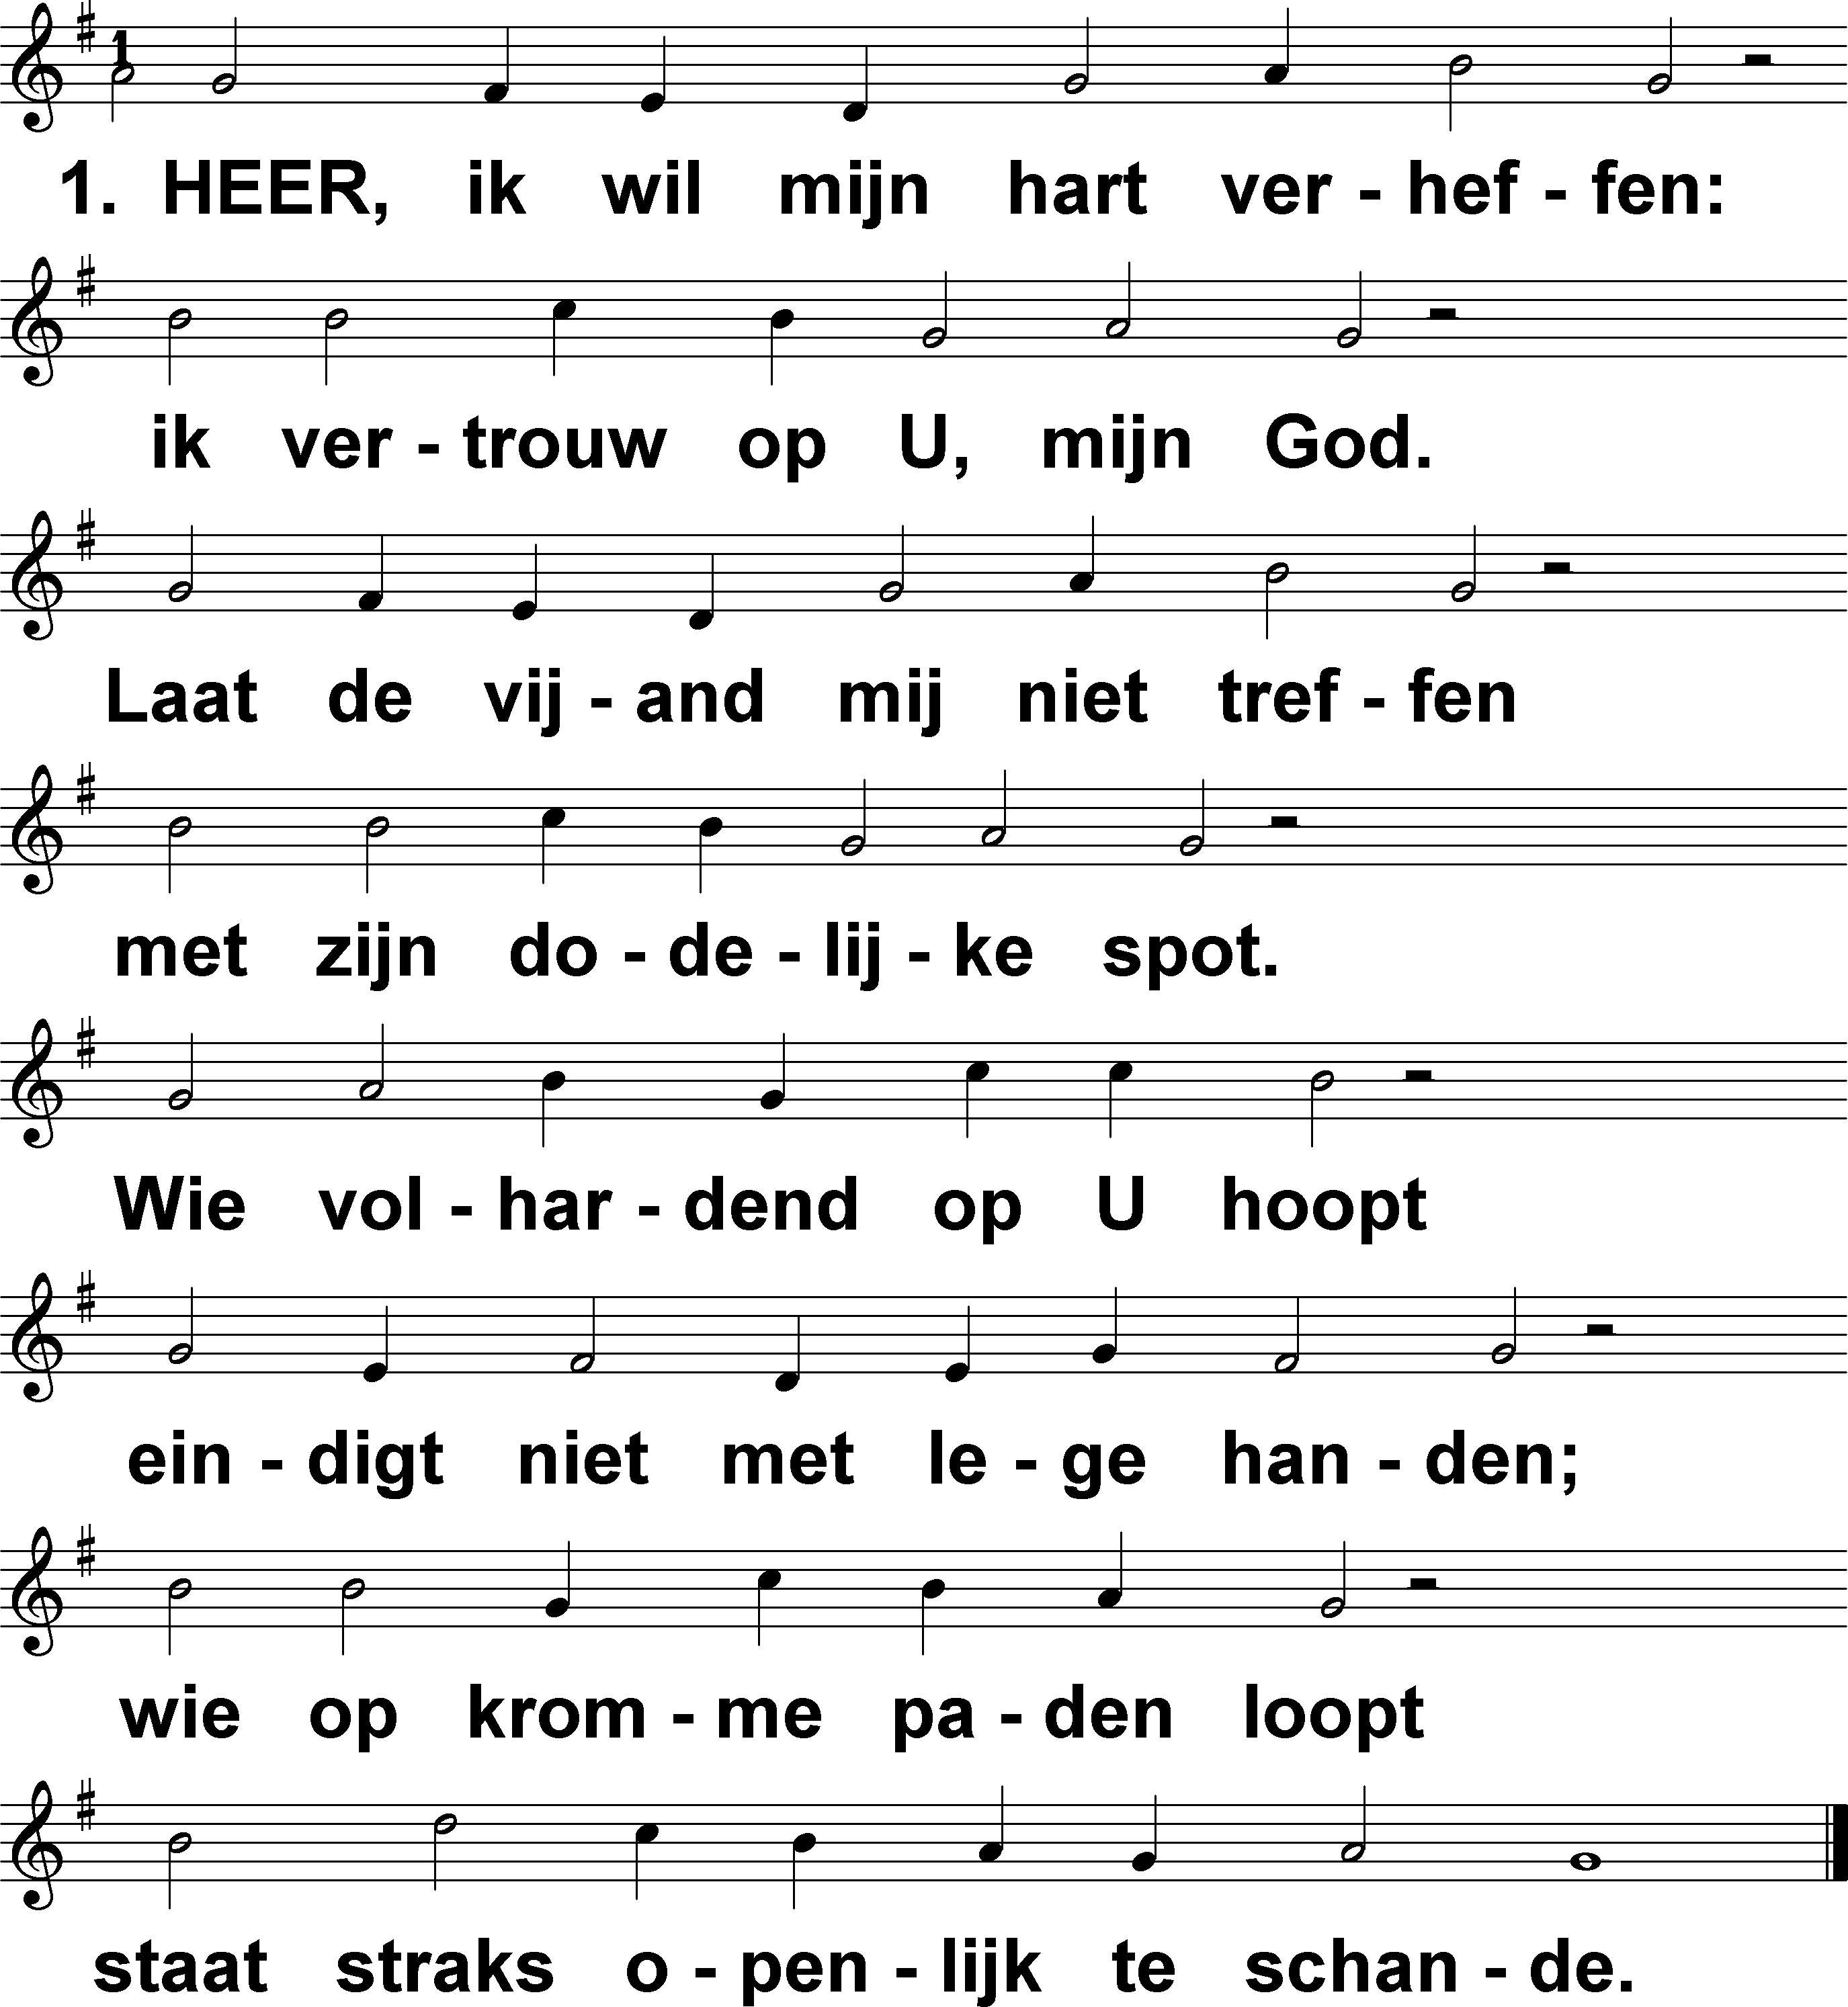 1. HEER, ik wil mijn hart ver - hef - fen:
ik ver - trouw op U, mijn God.
Laat de vij - and mij niet tref - fen
met zijn do - de - lij - ke spot.
Wie vol - har - dend op U hoopt
ein - digt niet met le - ge han - den;
wie op krom - me pa - den loopt
staat straks o - pen - lijk te schan - de.